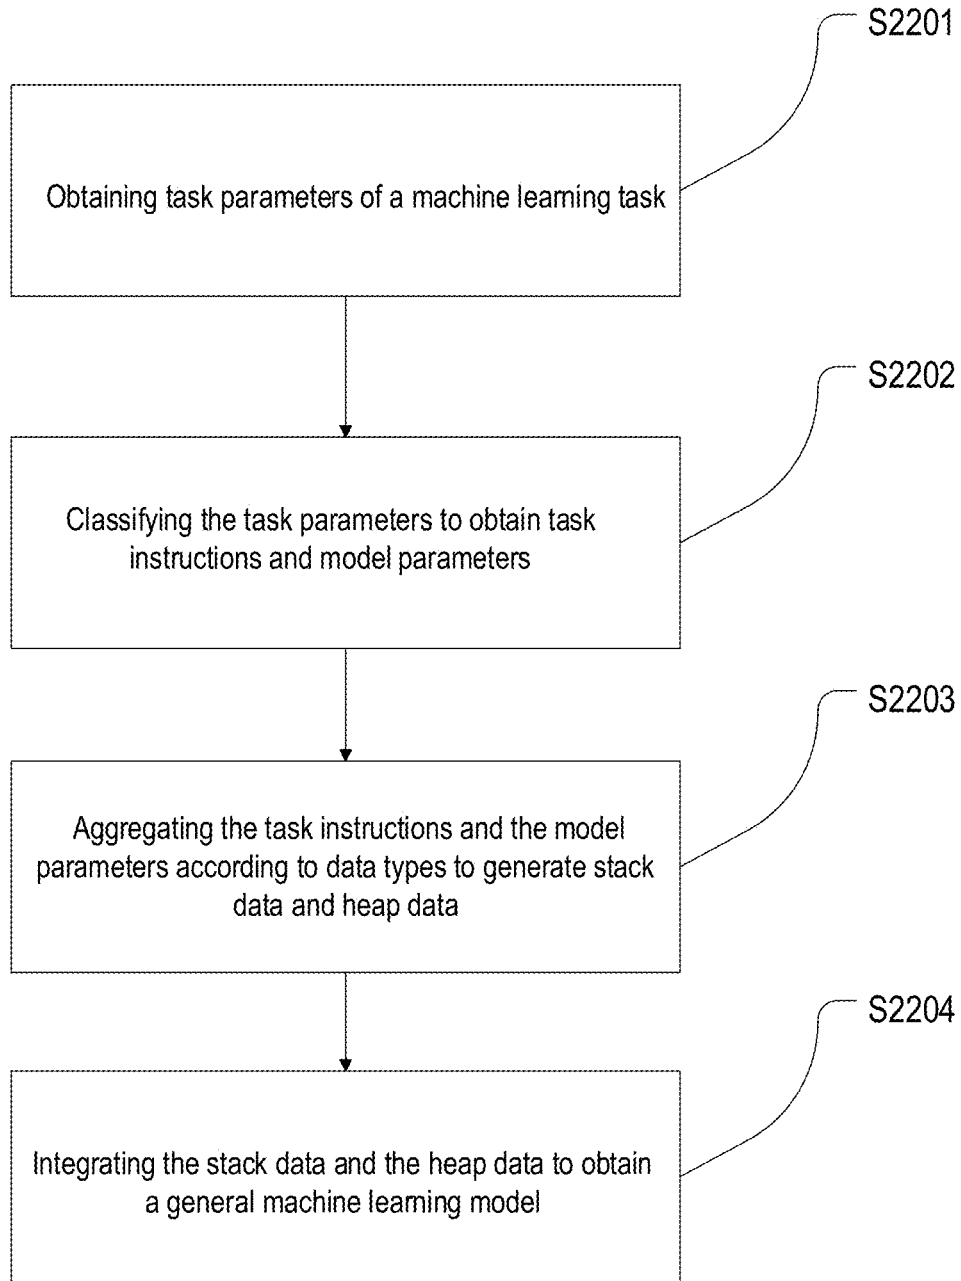 S2201
Obtaining task parameters of a machine learning task
S2202
Classifying the task parameters to obtain task
instructions and model parameters
S2203
Aggregating the task instructions and the model
parameters according to data types to generate stack
data and heap data
S2204
Integrating the stack data and the heap data to obtain
a general machine learning model